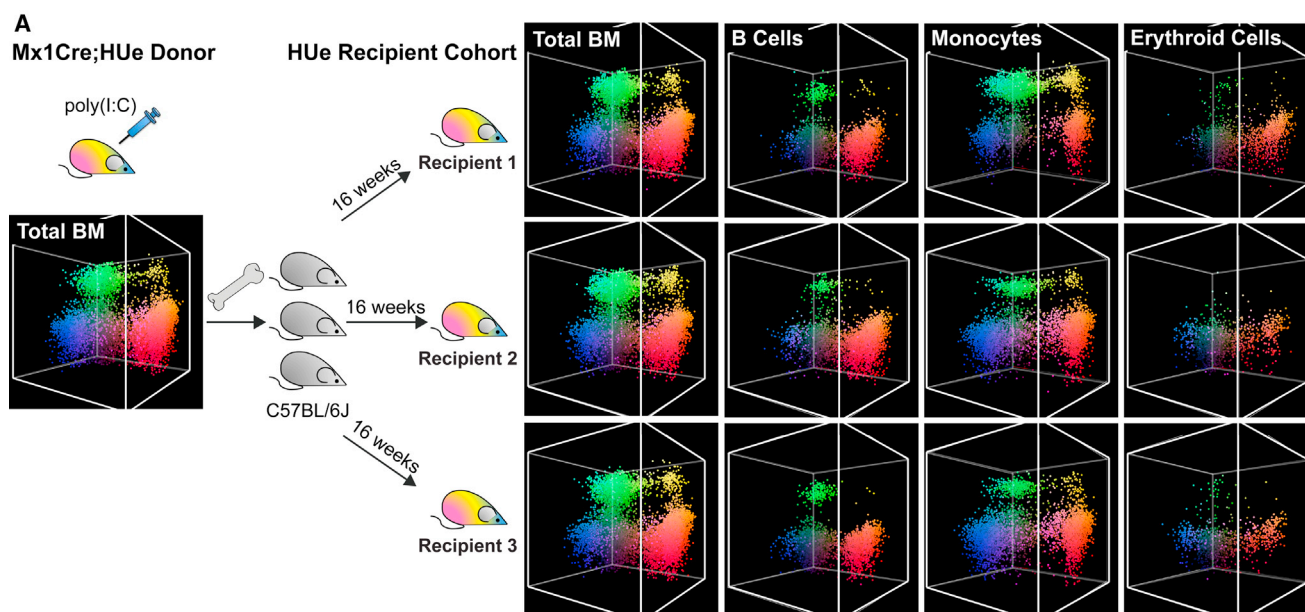 A
Mx1Cre;HUe Donor
HUe Recipient Cohort
poly(I:C)
Total BM
16 weeks
16 weeks
16 weeks
C57BL/6J
Recipient 1
Recipient 2
Recipient 3
Total BM
B Cells
Monocytes
Erythroid Cells